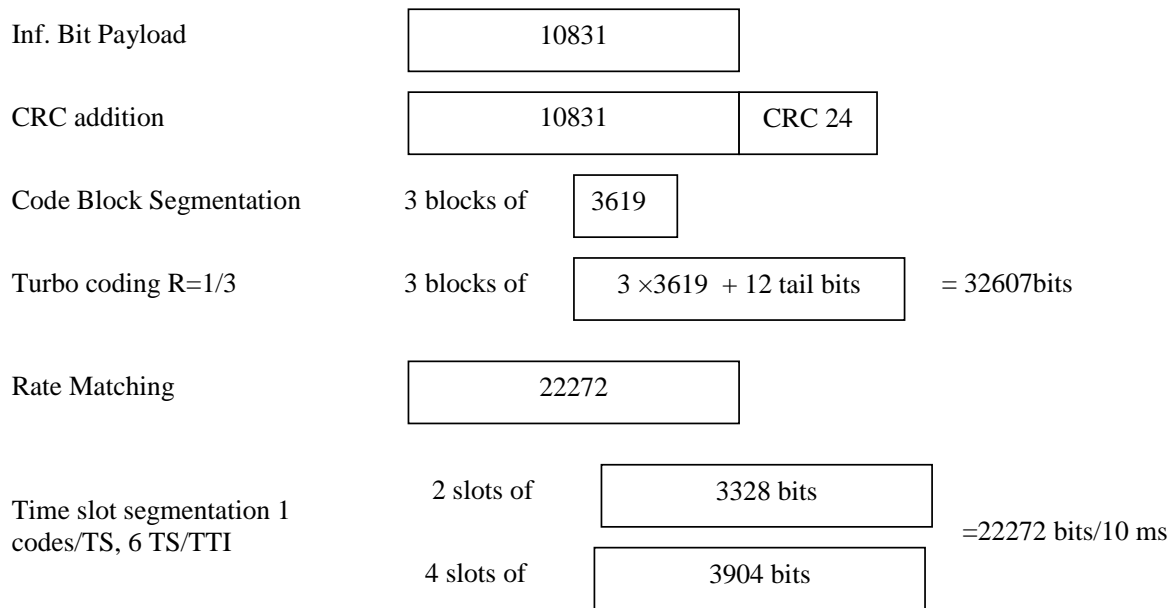 Inf. Bit Payload 10831
CRC addition 10831 CRC 24
Code Block Segmentation 3 blocks of 3619
Turbo coding R=1/3 3 blocks of 3 ×3619 + 12 tail bits = 32607bits
Rate Matching 22272
2 slots of 3328 bits
Time slot segmentation 1
codes/TS, 6 TS/TTI
=22272 bits/10 ms
4 slots of 3904 bits